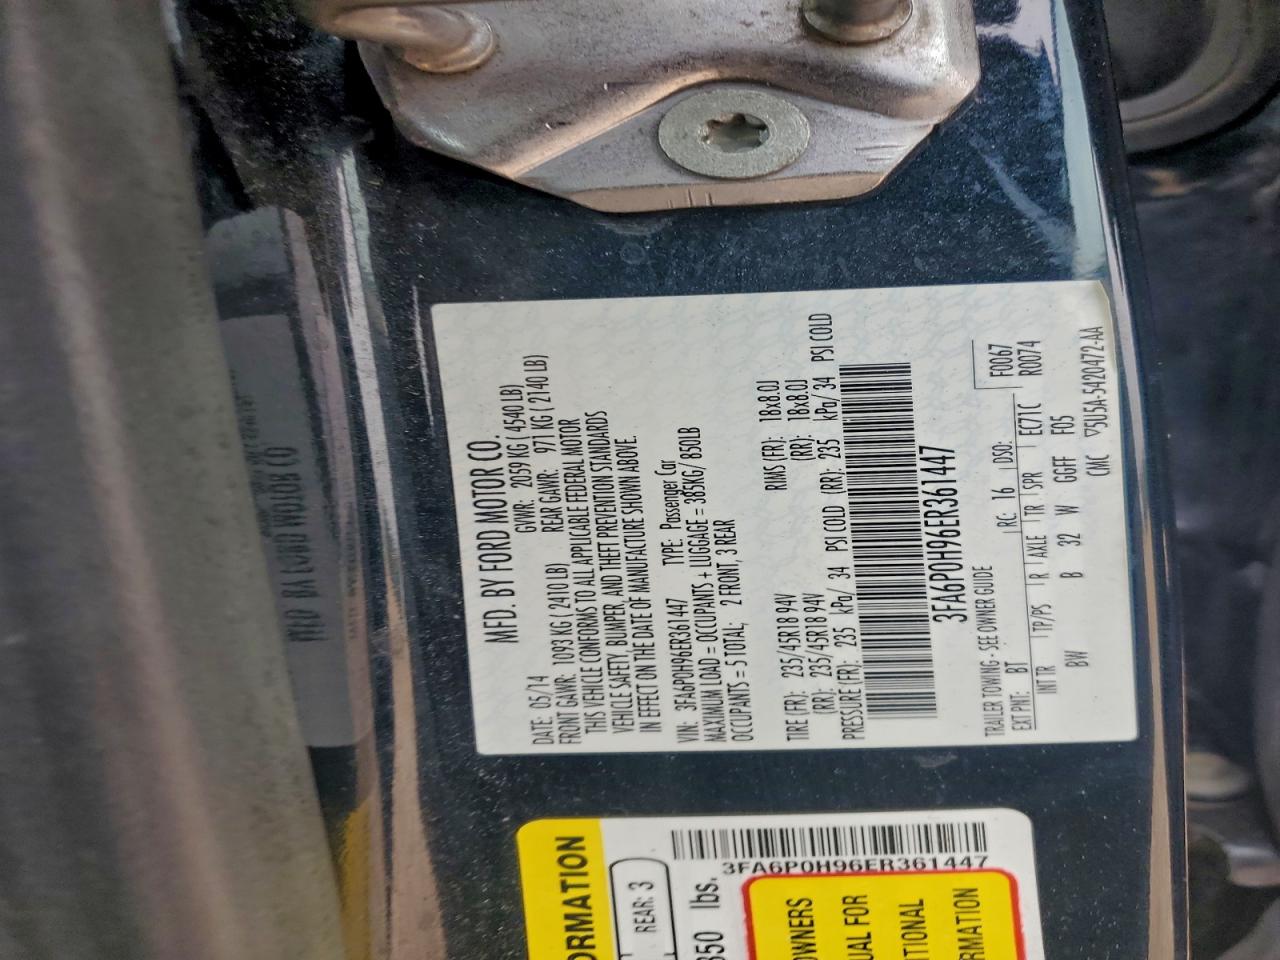 MFD. BY FORD MOTOR CO.
DATE: 05/14 GVWR: 2059 KG ( 4540 LB)
FRONT GAWR: 1093 KG ( 2410 LB) REAR GAWR: 971 KG ( 2140 LB)
THIS VEHICLE CONFORMS TO ALL APPLICABLE FEDERAL MOTOR
VEHICLE SAFETY, BUMPER, AND THEFT PREVENTION STANDARDS
IN EFFECT ON THE DATE OF MANUFACTURE SHOWN ABOVE.
VIN: 3FA6P0H96ER361447 TYPE: Passenger Car
MAXIMUM LOAD = OCCUPANTS + LUGGAGE = 385KG/ 850LB
OCCUPANTS = 5 TOTAL, 2 FRONT, 3 REAR
TIRE (FR): 235/45R18 94V RIMS (FR): 18x8.0J
(RR): 235/45R18 94V (RR): 18x8.0J
PRESSURE (FR): 235 kPa/ 34 PSI COLD (RR): 235 kPa/ 34 PSI COLD
3FA6P0H96ER361447
TRAILER TOWING - SEE OWNER GUIDE F0067
EXT PNT: BT RC: 16 DSO: R0074
INT TR TP/PS R AXLE TR SPR EC71C
BW B 32 W GGFF F05
CMC ▽5U5A-5420472-AA
ORMATION
REAR: 3
850 lbs.
3FA6P0H96ER361447
OWNERS
UAL FOR
ITIONAL
RMATION